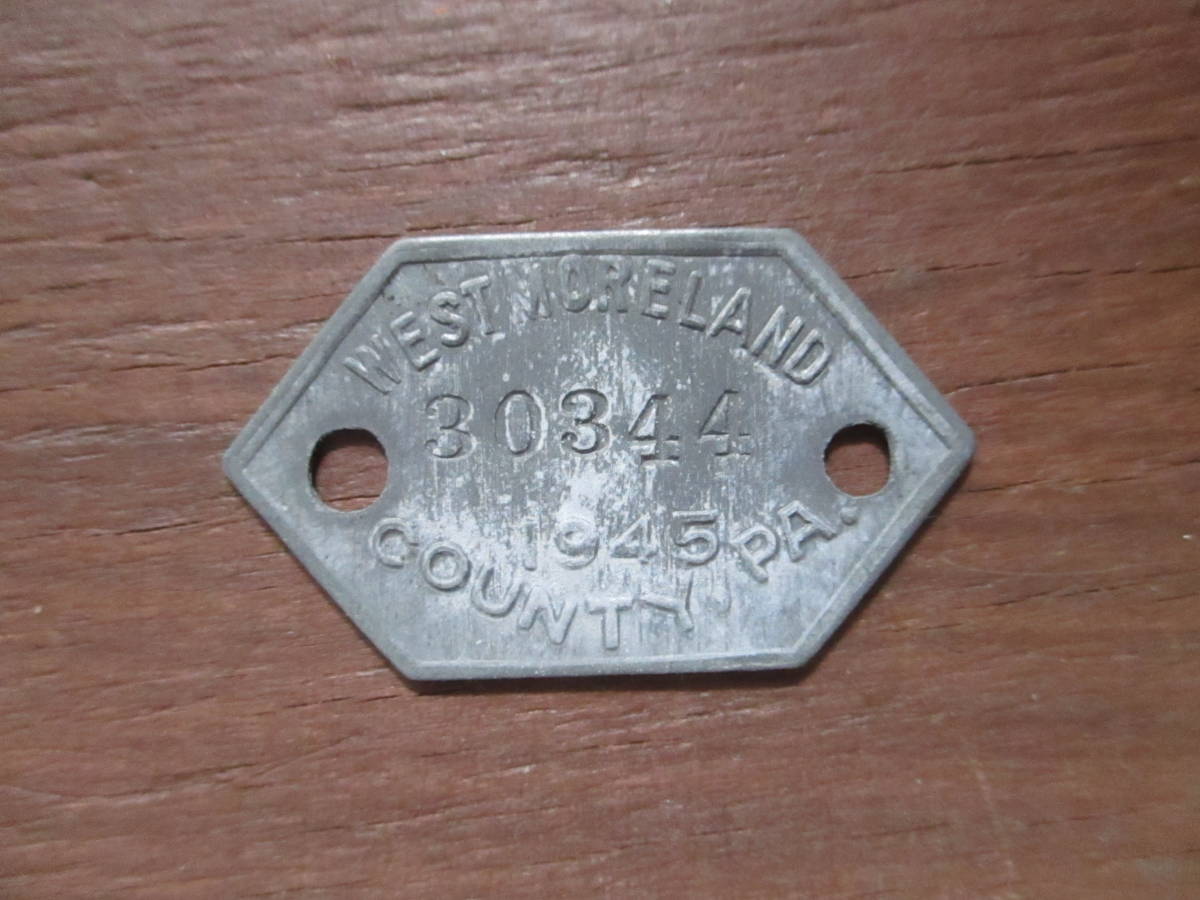 WESTMORELAND
30344
1945
COUNTY, PA.